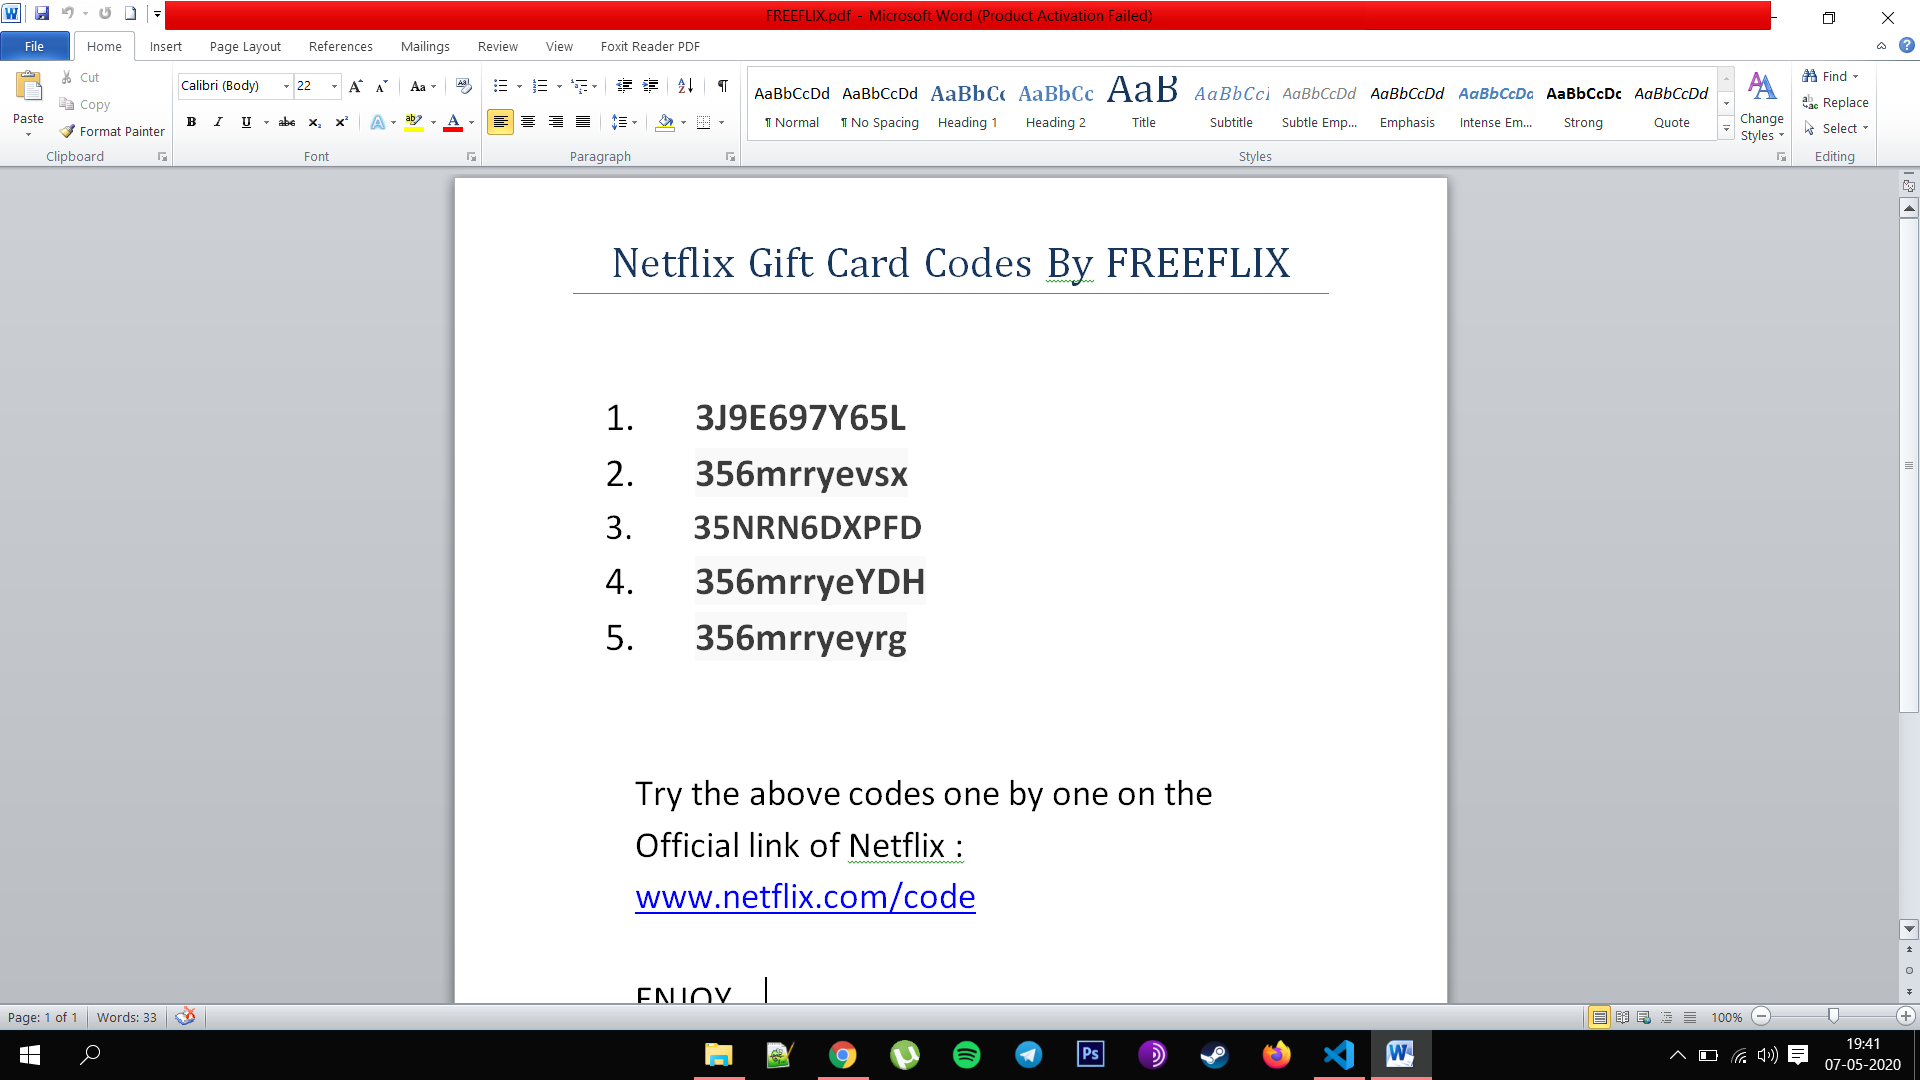 FREEFLIX.pdf - Microsoft Word (Product Activation Failed)
File Home Insert Page Layout References Mailings Review View Foxit Reader PDF
Paste
Cut
Copy
Format Painter
Clipboard
Calibri (Body) 22
Font
Paragraph
AaBbCcDd AaBbCcDd AaBbCc AaBbCc AaB AaBbCcI AaBbCcDd AaBbCcDd AaBbCcDd AaBbCcDc AaBbCcDd
¶ Normal ¶ No Spacing Heading 1 Heading 2 Title Subtitle Subtle Emp... Emphasis Intense Em... Strong Quote
Styles
Change
Styles
Find
Replace
Select
Editing
Netflix Gift Card Codes By FREEFLIX
1. 3J9E697Y65L
2. 356mrryevsx
3. 35NRN6DXPFD
4. 356mrryeYDH
5. 356mrryeyrg
Try the above codes one by one on the
Official link of Netflix :
www.netflix.com/code
ENJOY
Page: 1 of 1 Words: 33 100%
19:41
07-05-2020